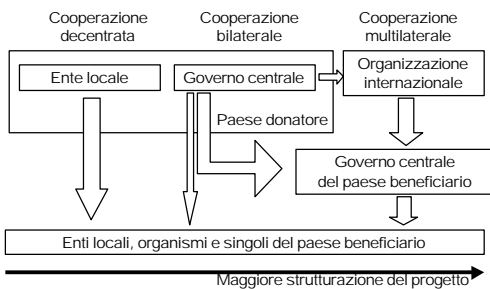 Cooperazione
decentrata
Cooperazione
bilaterale
Cooperazione
multilaterale
Ente locale
Governo centrale
Organizzazione
internazionale
Paese donatore
Governo centrale
del paese beneficiario
Enti locali, organismi e singoli del paese beneficiario
Maggiore strutturazione del progetto